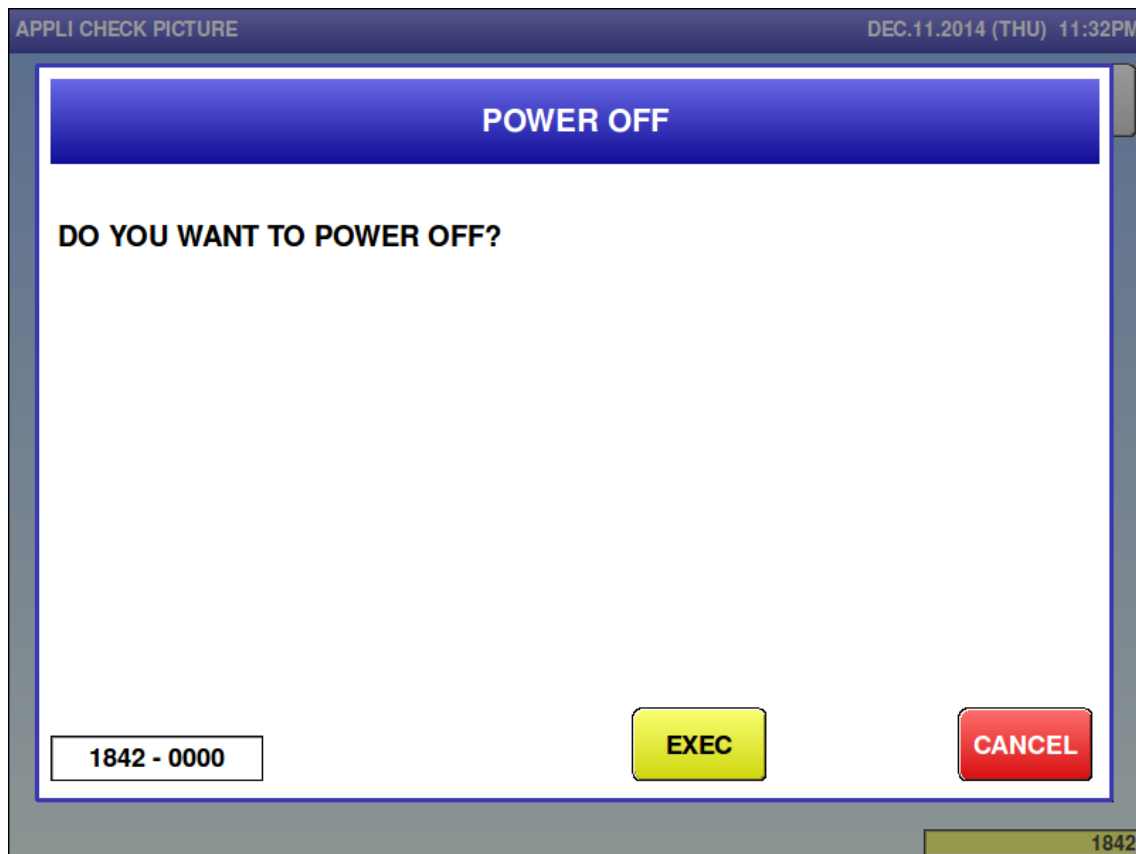 APPLI CHECK PICTURE
DEC.11.2014 (THU) 11:32PM
POWER OFF
DO YOU WANT TO POWER OFF?
1842 - 0000
EXEC
CANCEL
1842